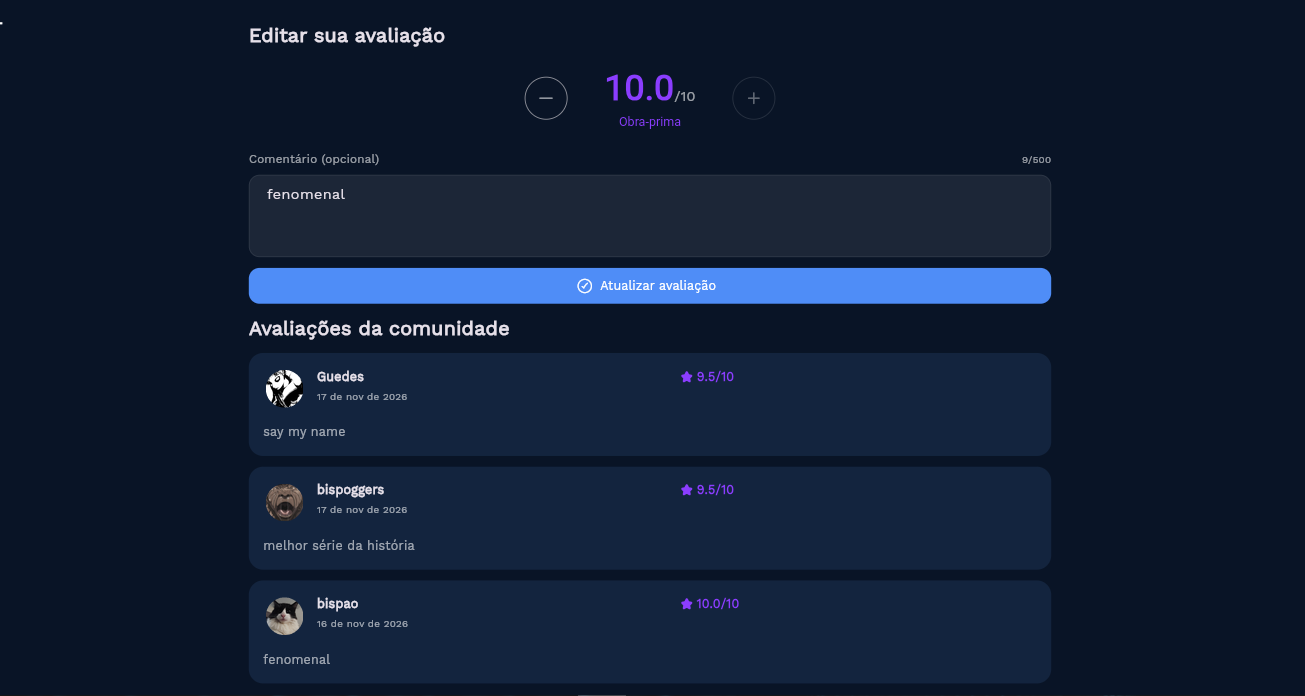 Editar sua avaliação
10.0/10
Obra-prima
Comentário (opcional)
9/500
fenomenal
Atualizar avaliação
Avaliações da comunidade
Guedes
9.5/10
17 de nov de 2026
say my name
bispoggers
9.5/10
17 de nov de 2026
melhor série da história
bispao
10.0/10
16 de nov de 2026
fenomenal